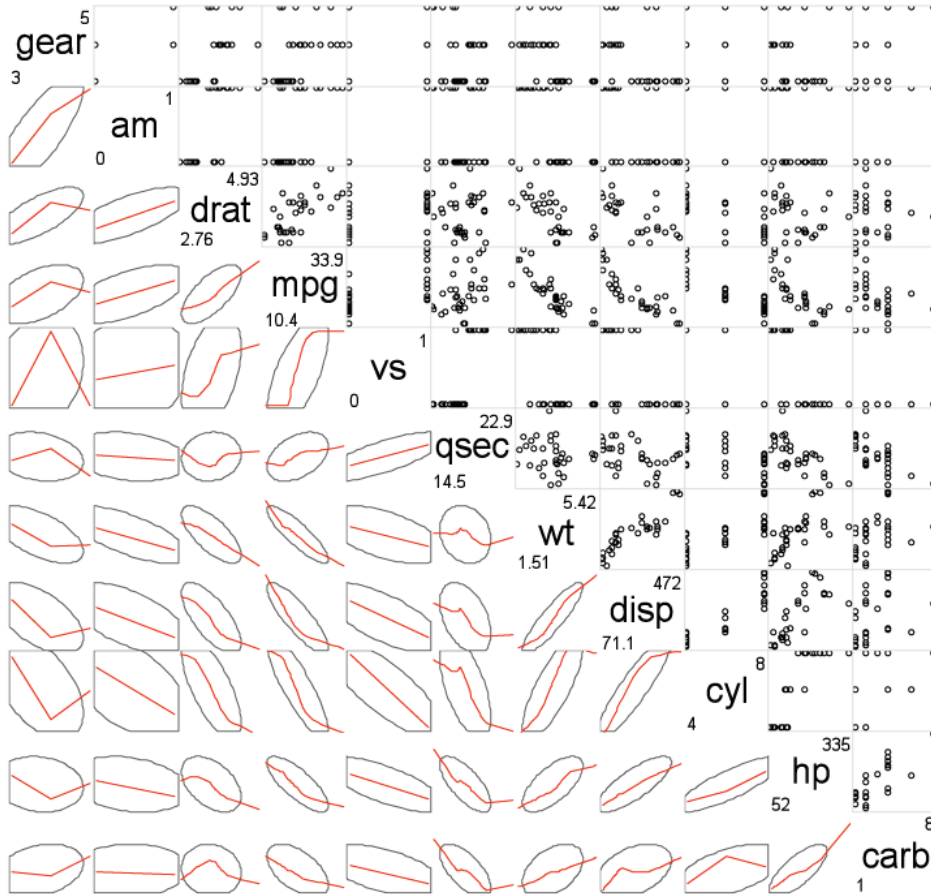 5
gear
3
1
am
0
4.93
drat
2.76
33.9
mpg
10.4
1
vs
0
22.9
qsec
14.5
5.42
wt
1.51
472
disp
71.1
8
cyl
4
335
hp
52
8
carb
1